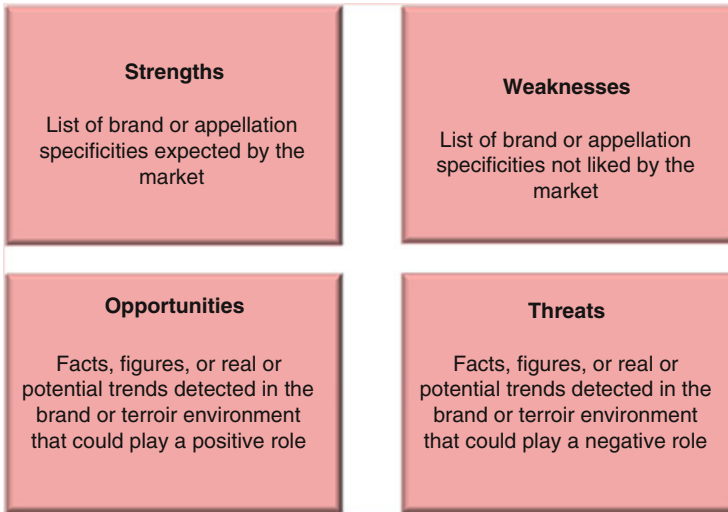 Strengths
List of brand or appellation
specificities expected by the
market
Weaknesses
List of brand or appellation
specificities not liked by the
market
Opportunities
Facts, figures, or real or
potential trends detected in the
brand or terroir environment
that could play a positive role
Threats
Facts, figures, or real or
potential trends detected in the
brand or terroir environment
that could play a negative role